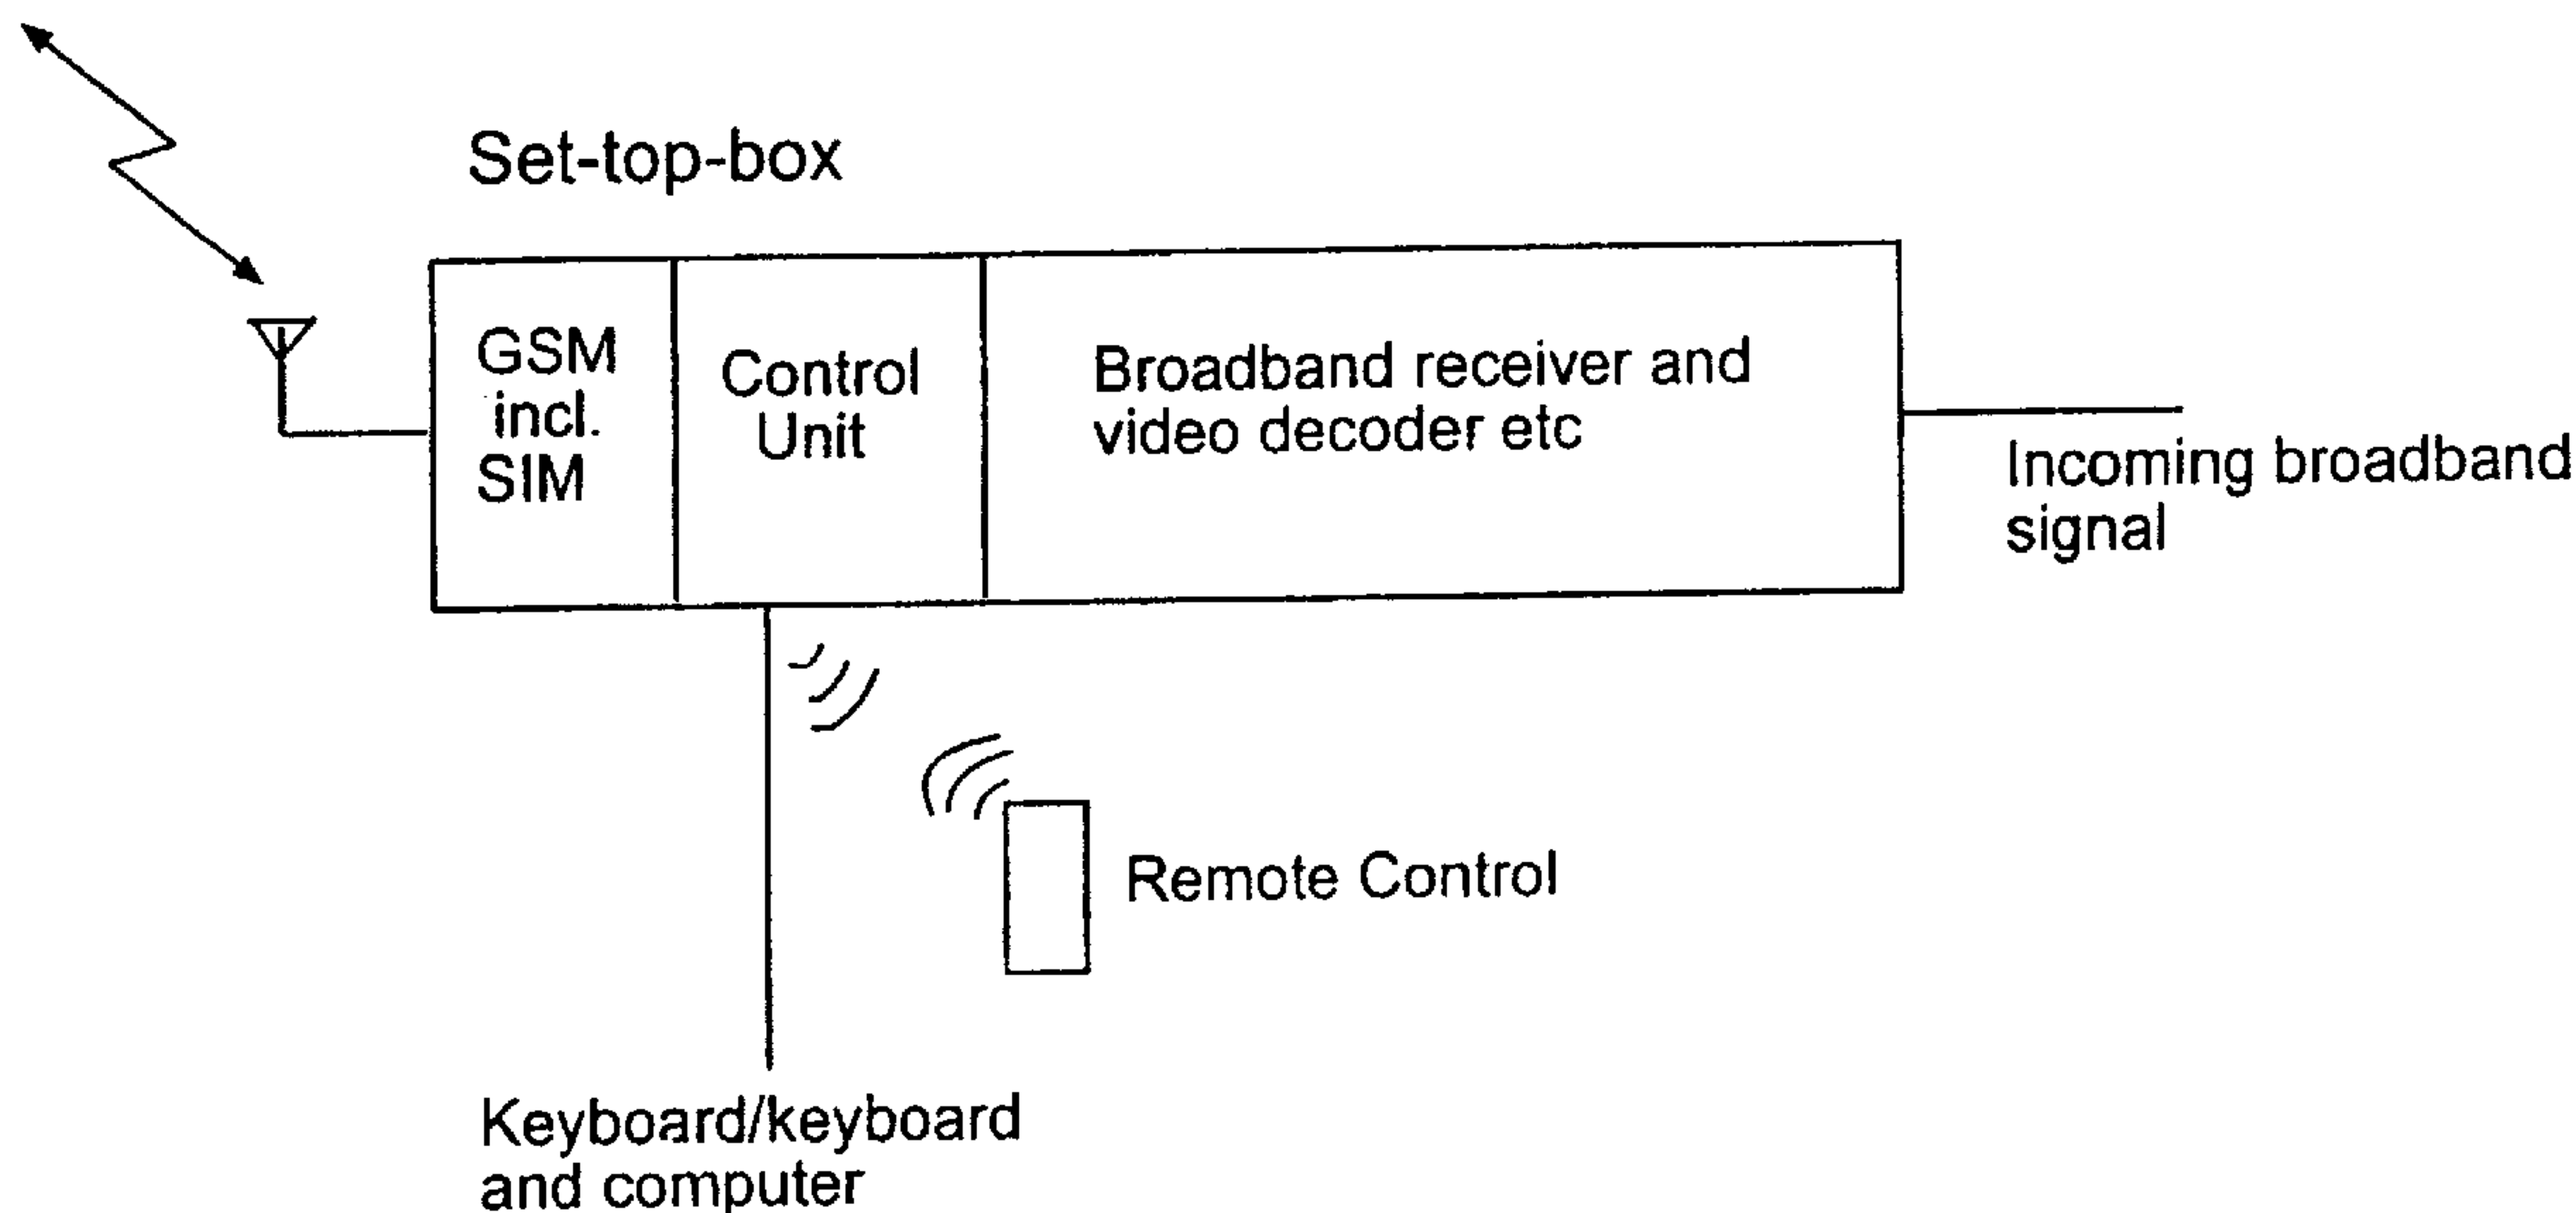 Set-top-box
GSM
incl.
SIM
Control
Unit
Broadband receiver and
video decoder etc
Incoming broadband
signal
Remote Control
Keyboard/keyboard
and computer